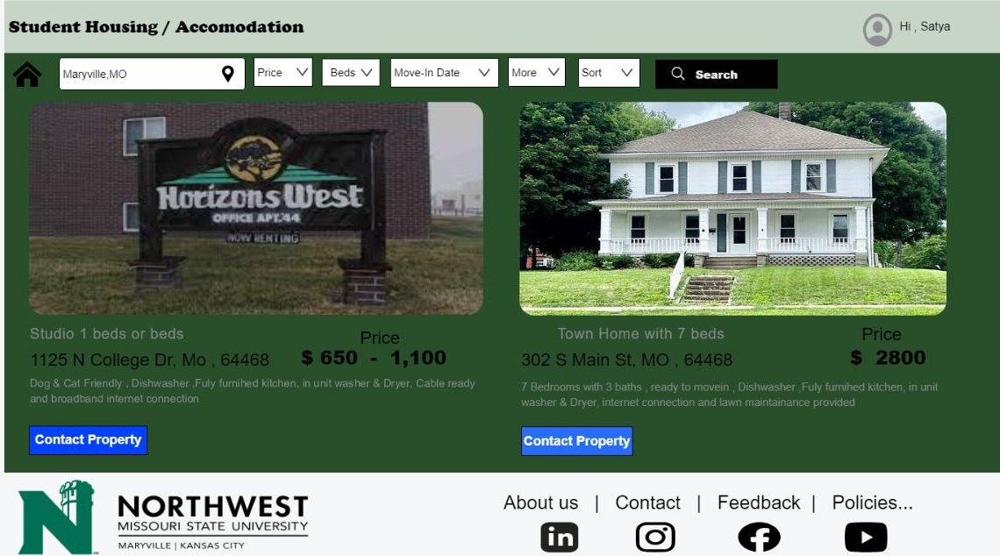 Student Housing / Accomodation
Hi , Satya
Maryville,MO
Price
Beds
Move-In Date
More
Sort
Search
Horizons West
OFFICE APT.44
NOW RENTING
Studio 1 beds or beds
Price
1125 N College Dr, Mo , 64468
$ 650 - 1,100
Dog & Cat Friendly , Dishwasher ,Fuly furnihed kitchen, in unit washer & Dryer, Cable ready
and broadband internet connection
Contact Property
Town Home with 7 beds
Price
302 S Main St, MO , 64468
$ 2800
7 Bedrooms with 3 baths , ready to movein , Dishwasher ,Fuly furnihed kitchen, in unit
washer & Dryer, internet connection and lawn maintainance provided
Contact Property
N
NORTHWEST
MISSOURI STATE UNIVERSITY
MARYVILLE | KANSAS CITY
About us | Contact | Feedback | Policies...
in